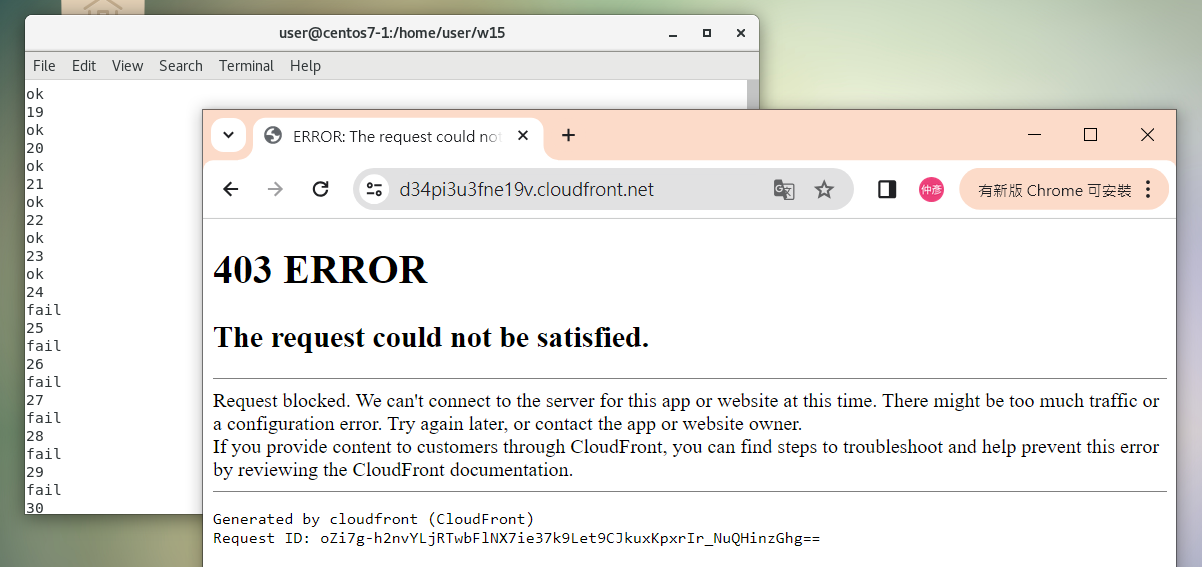 user@centos7-1:/home/user/w15
File Edit View Search Terminal Help
ok
19
ok
20
ok
21
ok
22
ok
23
ok
24
fail
25
fail
26
fail
27
fail
28
fail
29
fail
30
ERROR: The request could not
d34pi3u3fne19v.cloudfront.net
仲彥
有新版 Chrome 可安裝
403 ERROR
The request could not be satisfied.
Request blocked. We can't connect to the server for this app or website at this time. There might be too much traffic or
a configuration error. Try again later, or contact the app or website owner.
If you provide content to customers through CloudFront, you can find steps to troubleshoot and help prevent this error
by reviewing the CloudFront documentation.
Generated by cloudfront (CloudFront)
Request ID: oZi7g-h2nvYLjRTwbFlNX7ie37k9Let9CJkuxKpxrIr_NuQHinzGhg==